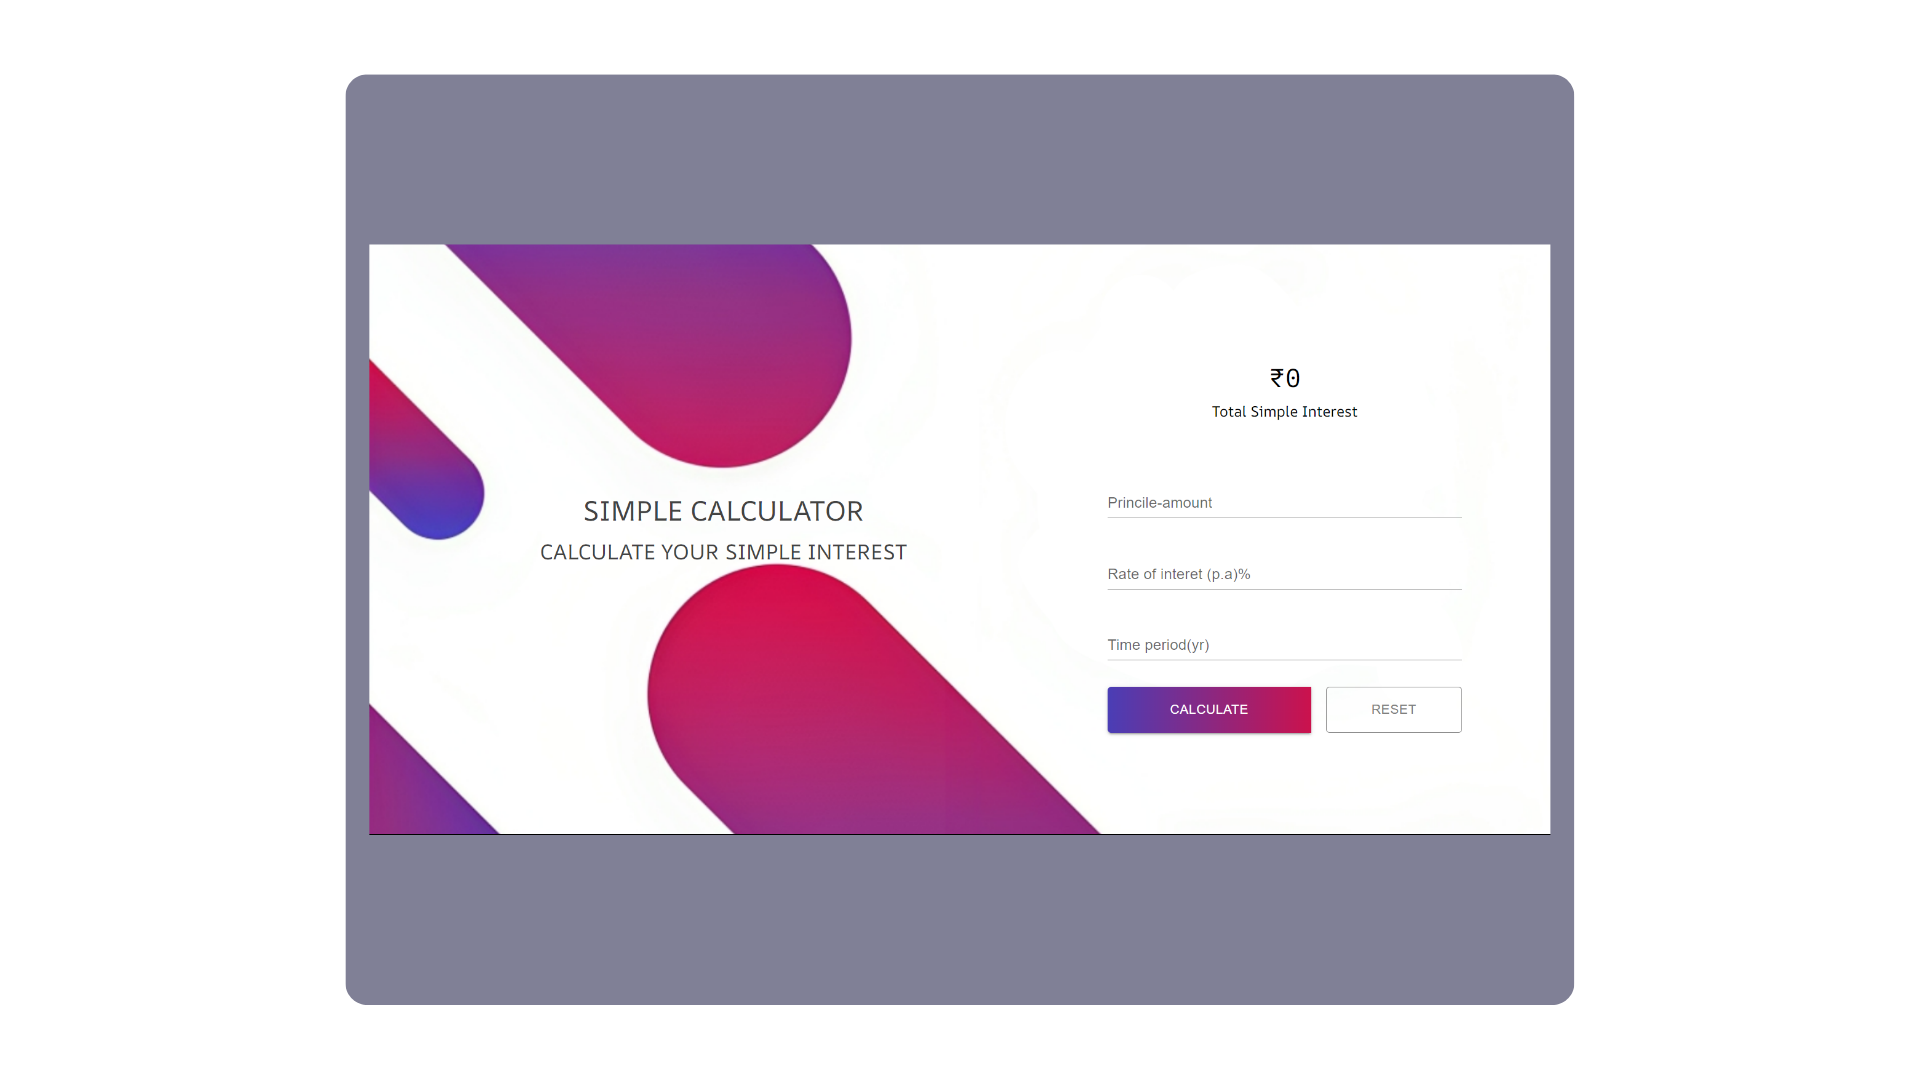 SIMPLE CALCULATOR
CALCULATE YOUR SIMPLE INTEREST
₹0
Total Simple Interest
Princile-amount
Rate of interet (p.a)%
Time period(yr)
CALCULATE
RESET